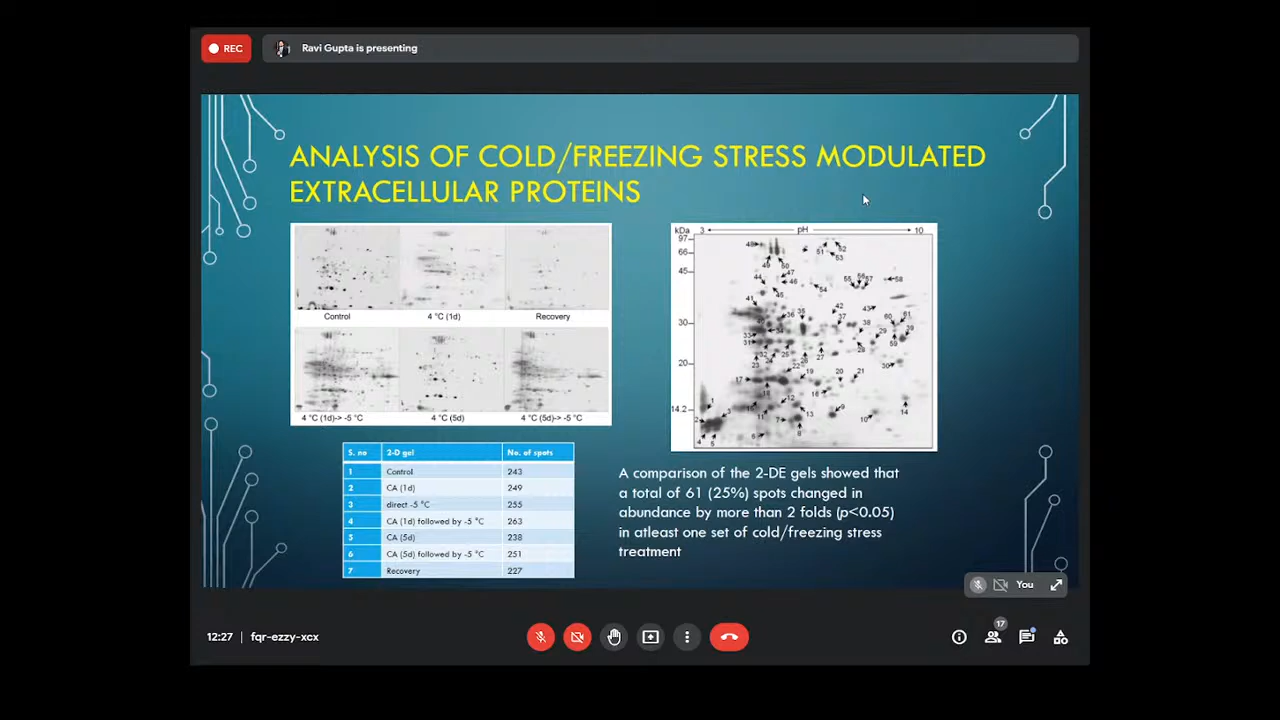 REC
Ravi Gupta is presenting
ANALYSIS OF COLD/FREEZING STRESS MODULATED
EXTRACELLULAR PROTEINS
Control
4 °C (1d)
Recovery
4 °C (1d)-> -5 °C
4 °C (5d)
4 °C (5d)-> -5 °C
kDa 3 pH 10
97
66
45
30
20
14.2
S. no 2-D gel No. of spots
1 Control 243
2 CA (1d) 249
3 direct -5 °C 255
4 CA (1d) followed by -5 °C 263
5 CA (5d) 238
6 CA (5d) followed by -5 °C 251
7 Recovery 227
A comparison of the 2-DE gels showed that
a total of 61 (25%) spots changed in
abundance by more than 2 folds (p<0.05)
in atleast one set of cold/freezing stress
treatment
You
12:27 | fqr-ezzy-xcx
17